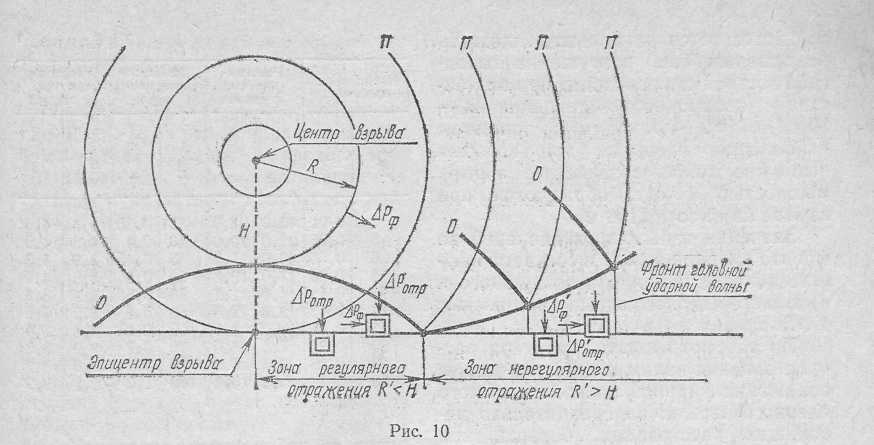 П П П П
Центр взрыва
R
О
ΔPф
H
О
О
ΔPотр ΔPотр
ΔPф
ΔP'ф
ΔP'отр
Фронт головной
ударной волны
Эпицентр взрыва
Зона регулярного
отражения R'<H
Зона нерегулярного
отражения R'>H
Рис. 10